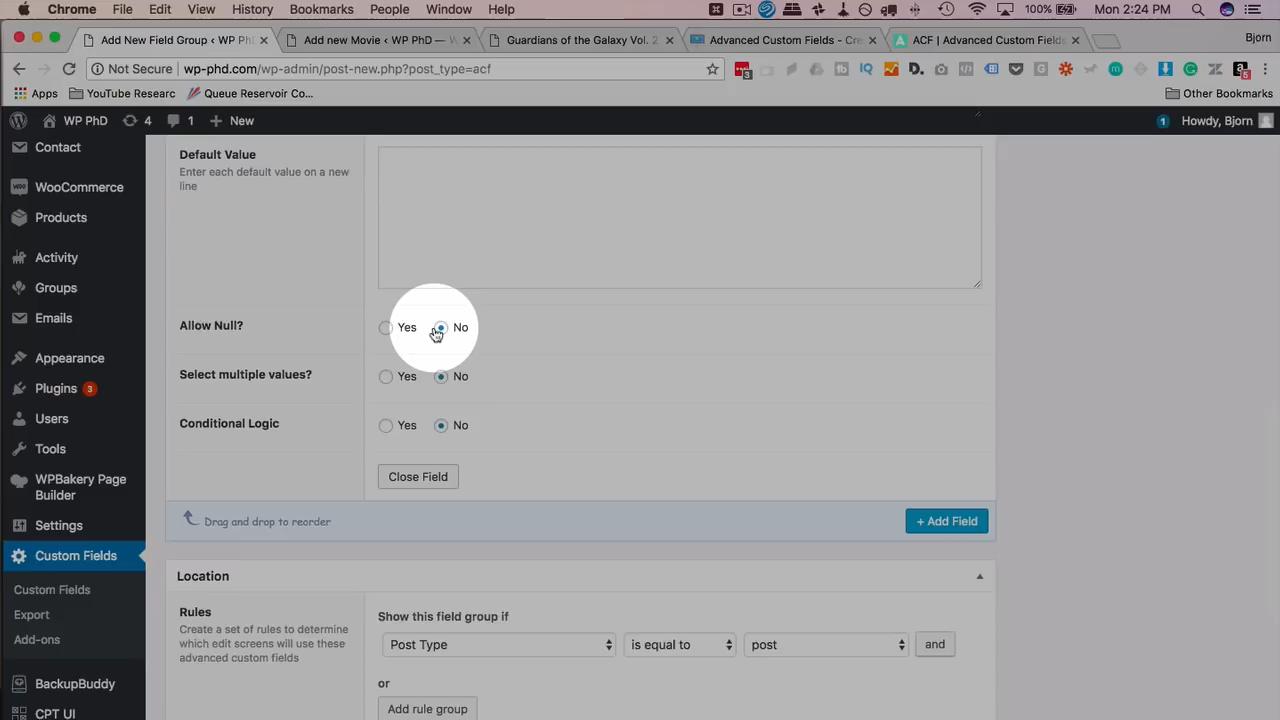 Chrome File Edit View History Bookmarks People Window Help 100% Mon 2:24 PM
Add New Field Group ‹ WP PhD Add new Movie ‹ WP PhD — W Guardians of the Galaxy Vol. 2 Advanced Custom Fields - Cre ACF | Advanced Custom Fields Bjorn
Not Secure wp-phd.com/wp-admin/post-new.php?post_type=acf
Apps YouTube Researc Queue Reservoir Co... Other Bookmarks
WP PhD 4 1 + New 1 Howdy, Bjorn
Contact
WooCommerce
Products
Activity
Groups
Emails
Appearance
Plugins 3
Users
Tools
WPBakery Page
Builder
Settings
Custom Fields
Custom Fields
Export
Add-ons
BackupBuddy
CPT UI
Default Value
Enter each default value on a new
line
Allow Null?
Yes No
Select multiple values?
Yes No
Conditional Logic
Yes No
Close Field
Drag and drop to reorder
+ Add Field
Location
Rules
Create a set of rules to determine
which edit screens will use these
advanced custom fields
Show this field group if
Post Type is equal to post and
or
Add rule group